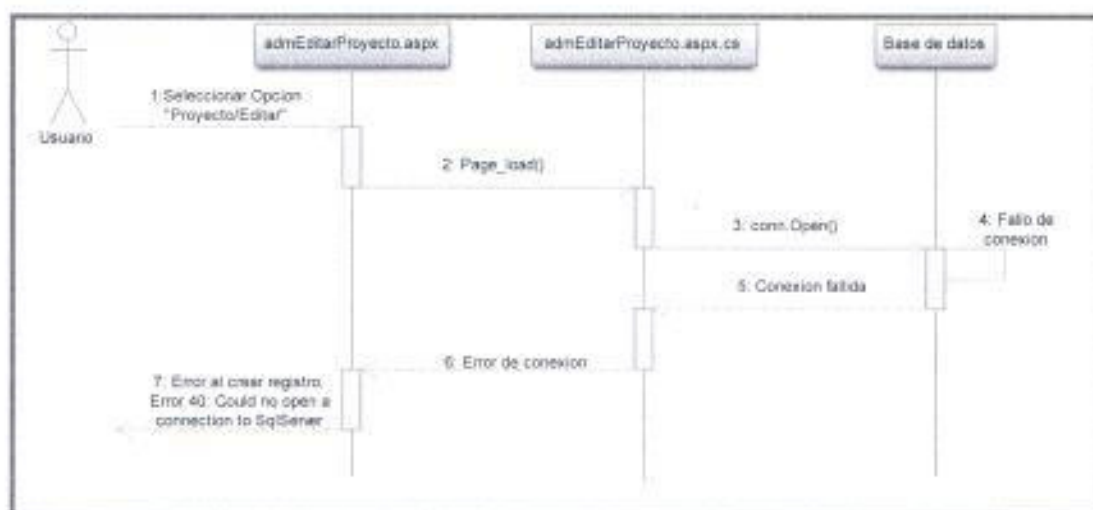 admEditarProyecto.aspx
admEditarProyecto.aspx.cs
Base de datos
Usuario
1:Seleccionar Opcion
"Proyecto/Editar"
2: Page_load()
3: conn.Open()
4: Fallo de
conexion
5: Conexion fallida
6: Error de conexion
7: Error al crear registro,
Error 40: Could no open a
connection to SqlServer